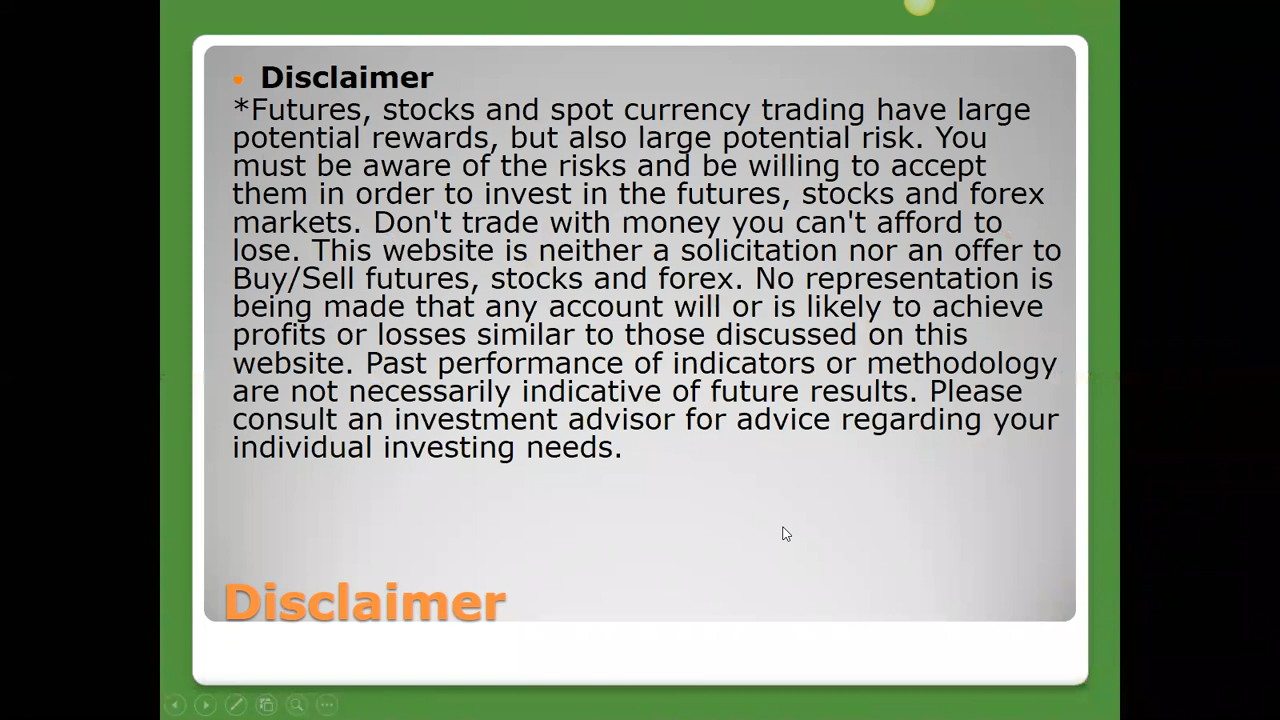 Disclaimer
*Futures, stocks and spot currency trading have large
potential rewards, but also large potential risk. You
must be aware of the risks and be willing to accept
them in order to invest in the futures, stocks and forex
markets. Don't trade with money you can't afford to
lose. This website is neither a solicitation nor an offer to
Buy/Sell futures, stocks and forex. No representation is
being made that any account will or is likely to achieve
profits or losses similar to those discussed on this
website. Past performance of indicators or methodology
are not necessarily indicative of future results. Please
consult an investment advisor for advice regarding your
individual investing needs.
Disclaimer